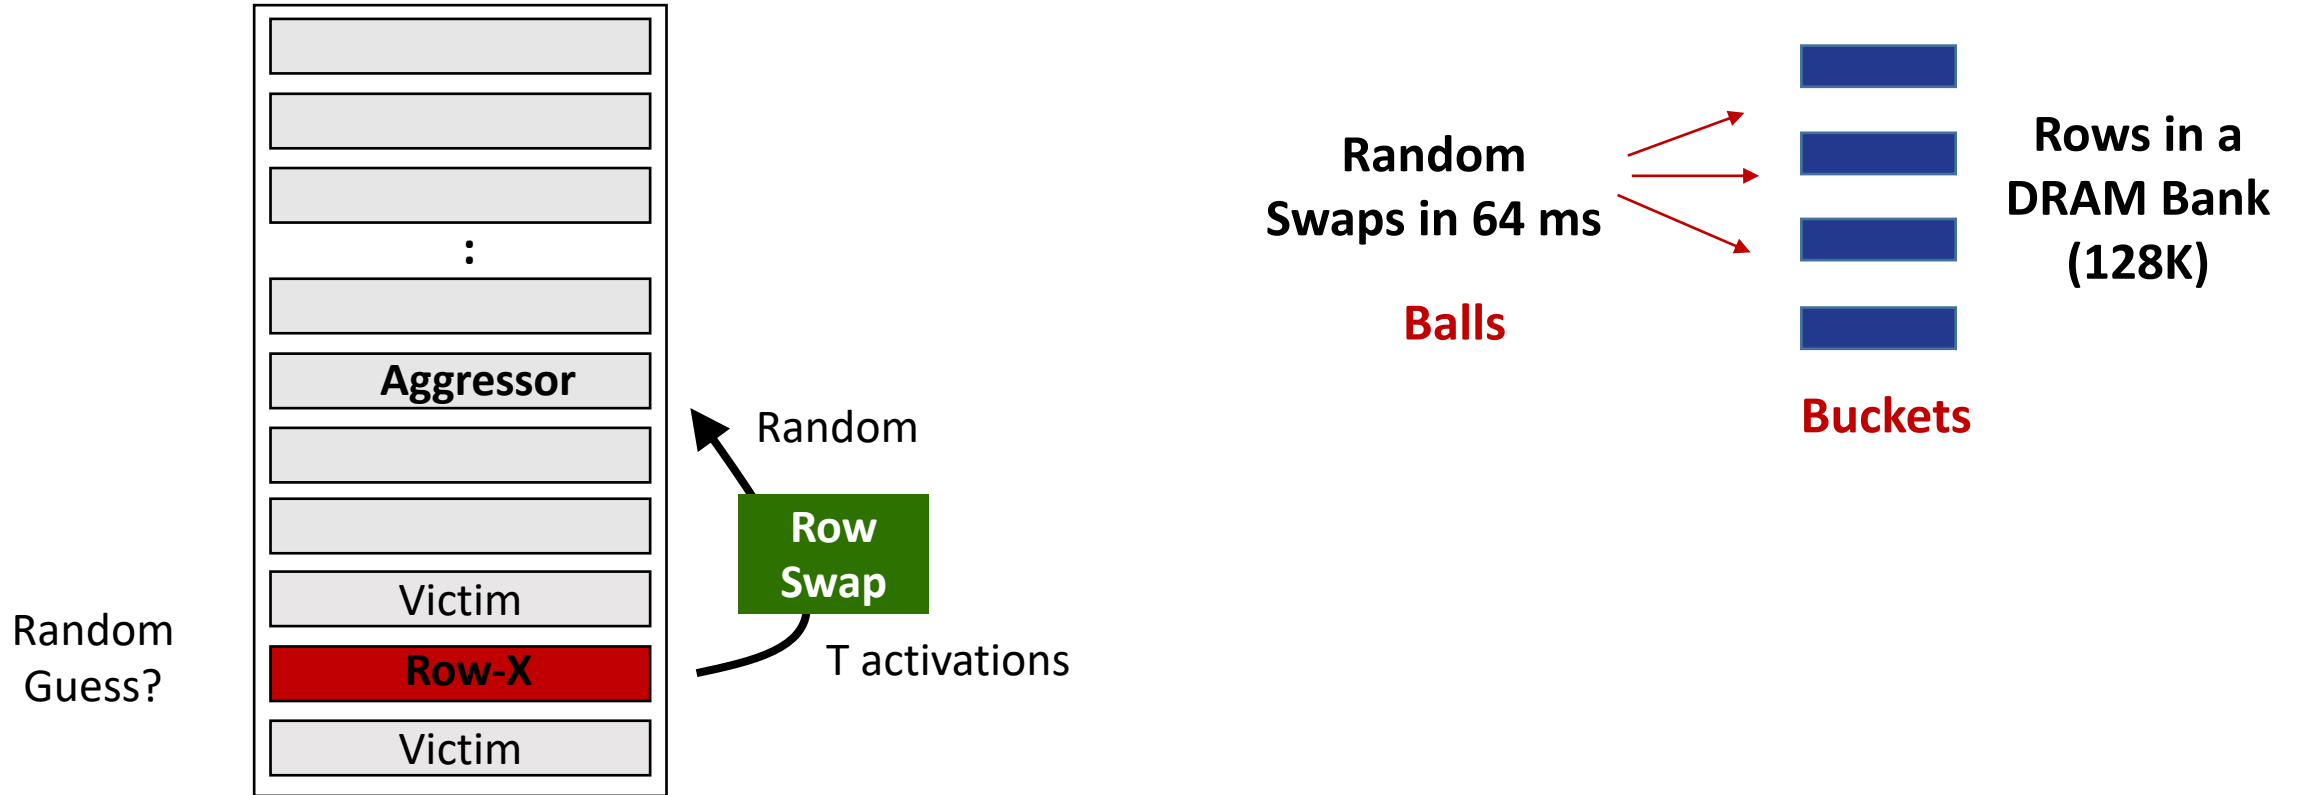 :
Aggressor
Victim
Row-X
Victim
Random
Guess?
Random
Row
Swap
T activations
Random
Swaps in 64 ms
Balls
Rows in a
DRAM Bank
(128K)
Buckets